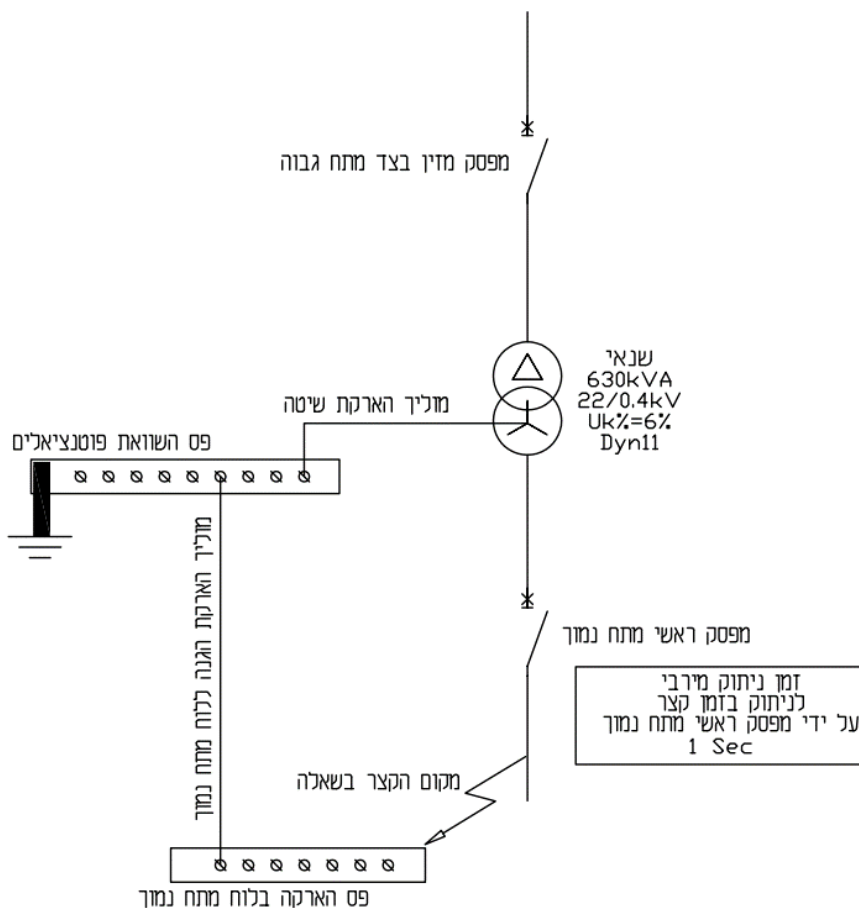 מפסק מזין בצד מתח גבוה
שנאי
630kVA
22/0.4kV
Uk%=6%
Dyn11
מוליך הארקת שיטה
פס השוואת פוטנציאלים
מוליך הארקת הגנה ללוח מתח נמוך
מפסק ראשי מתח נמוך
זמן ניתוק מירבי
לניתוק בזמן קצר
על ידי מפסק ראשי מתח נמוך
1 Sec
מקום הקצר בשאלה
פס הארקה בלוח מתח נמוך